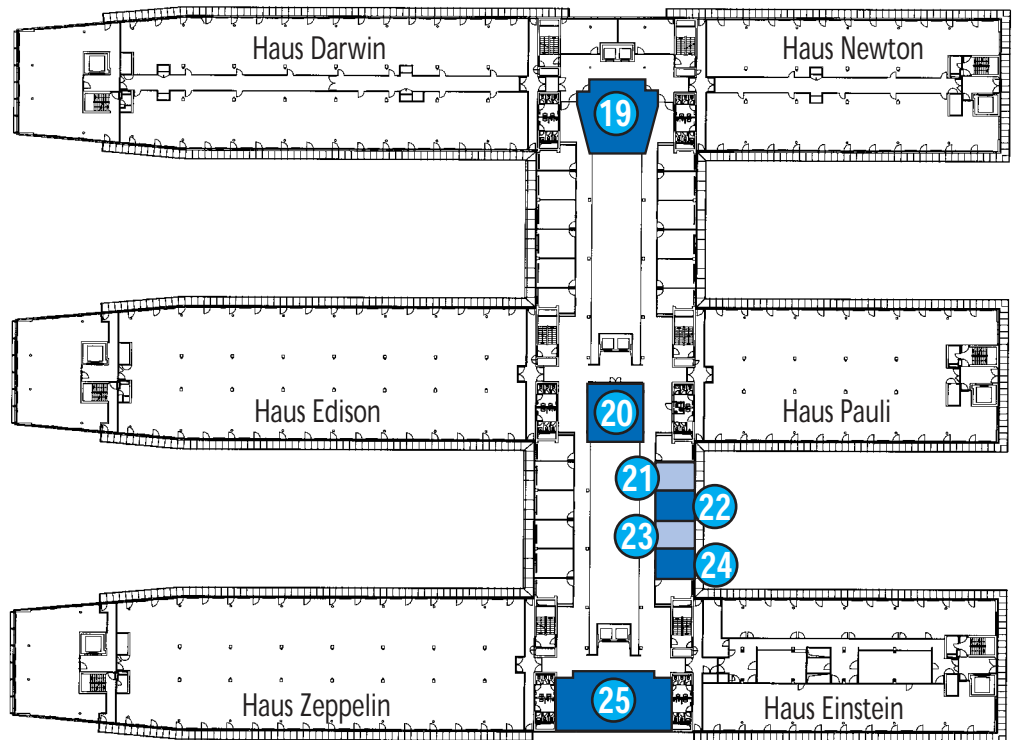 Haus Darwin
Haus Newton
19
Haus Edison
20
Haus Pauli
21
22
23
24
Haus Zeppelin
25
Haus Einstein